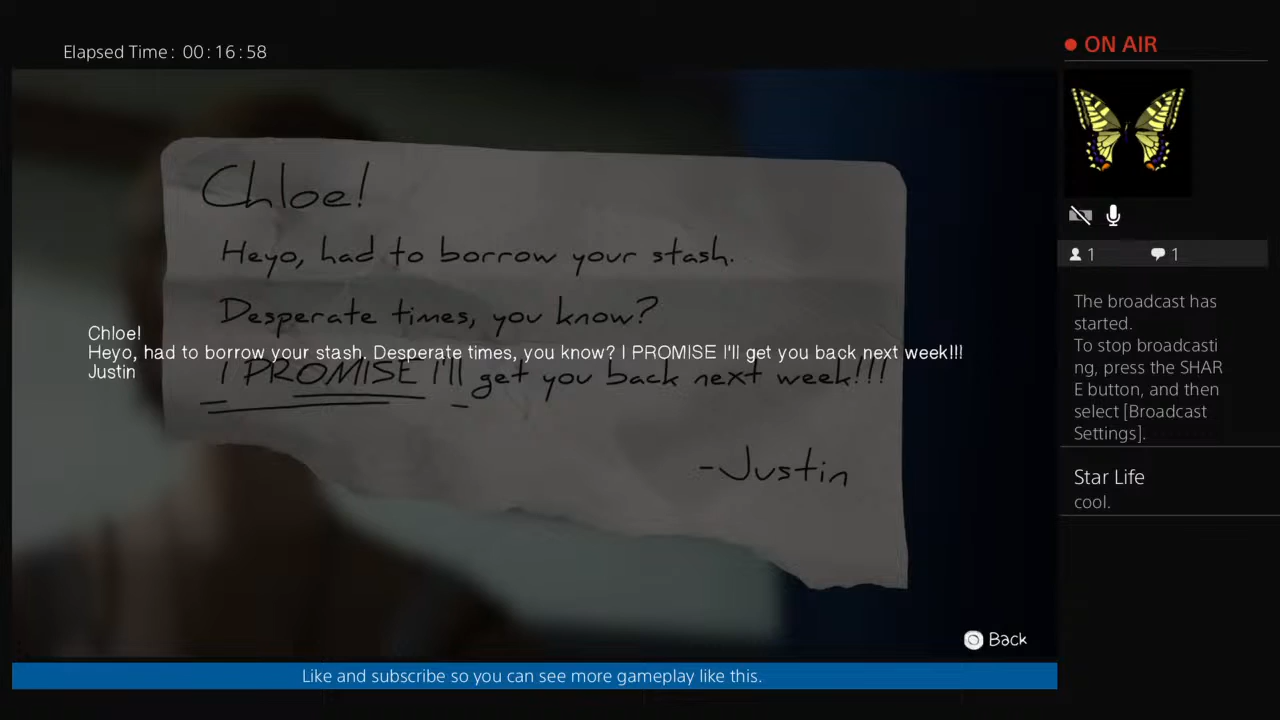 Elapsed Time: 00:16:58
ON AIR
Chloe!
Heyo, had to borrow your stash.
Desperate times, you know?
I PROMISE I'll get you back next week!!!
-Justin
Chloe!
Heyo, had to borrow your stash. Desperate times, you know? I PROMISE I'll get you back next week!!!
Justin
Back
Like and subscribe so you can see more gameplay like this.
1
1
The broadcast has
started.
To stop broadcasti
ng, press the SHAR
E button, and then
select [Broadcast
Settings].
Star Life
cool.